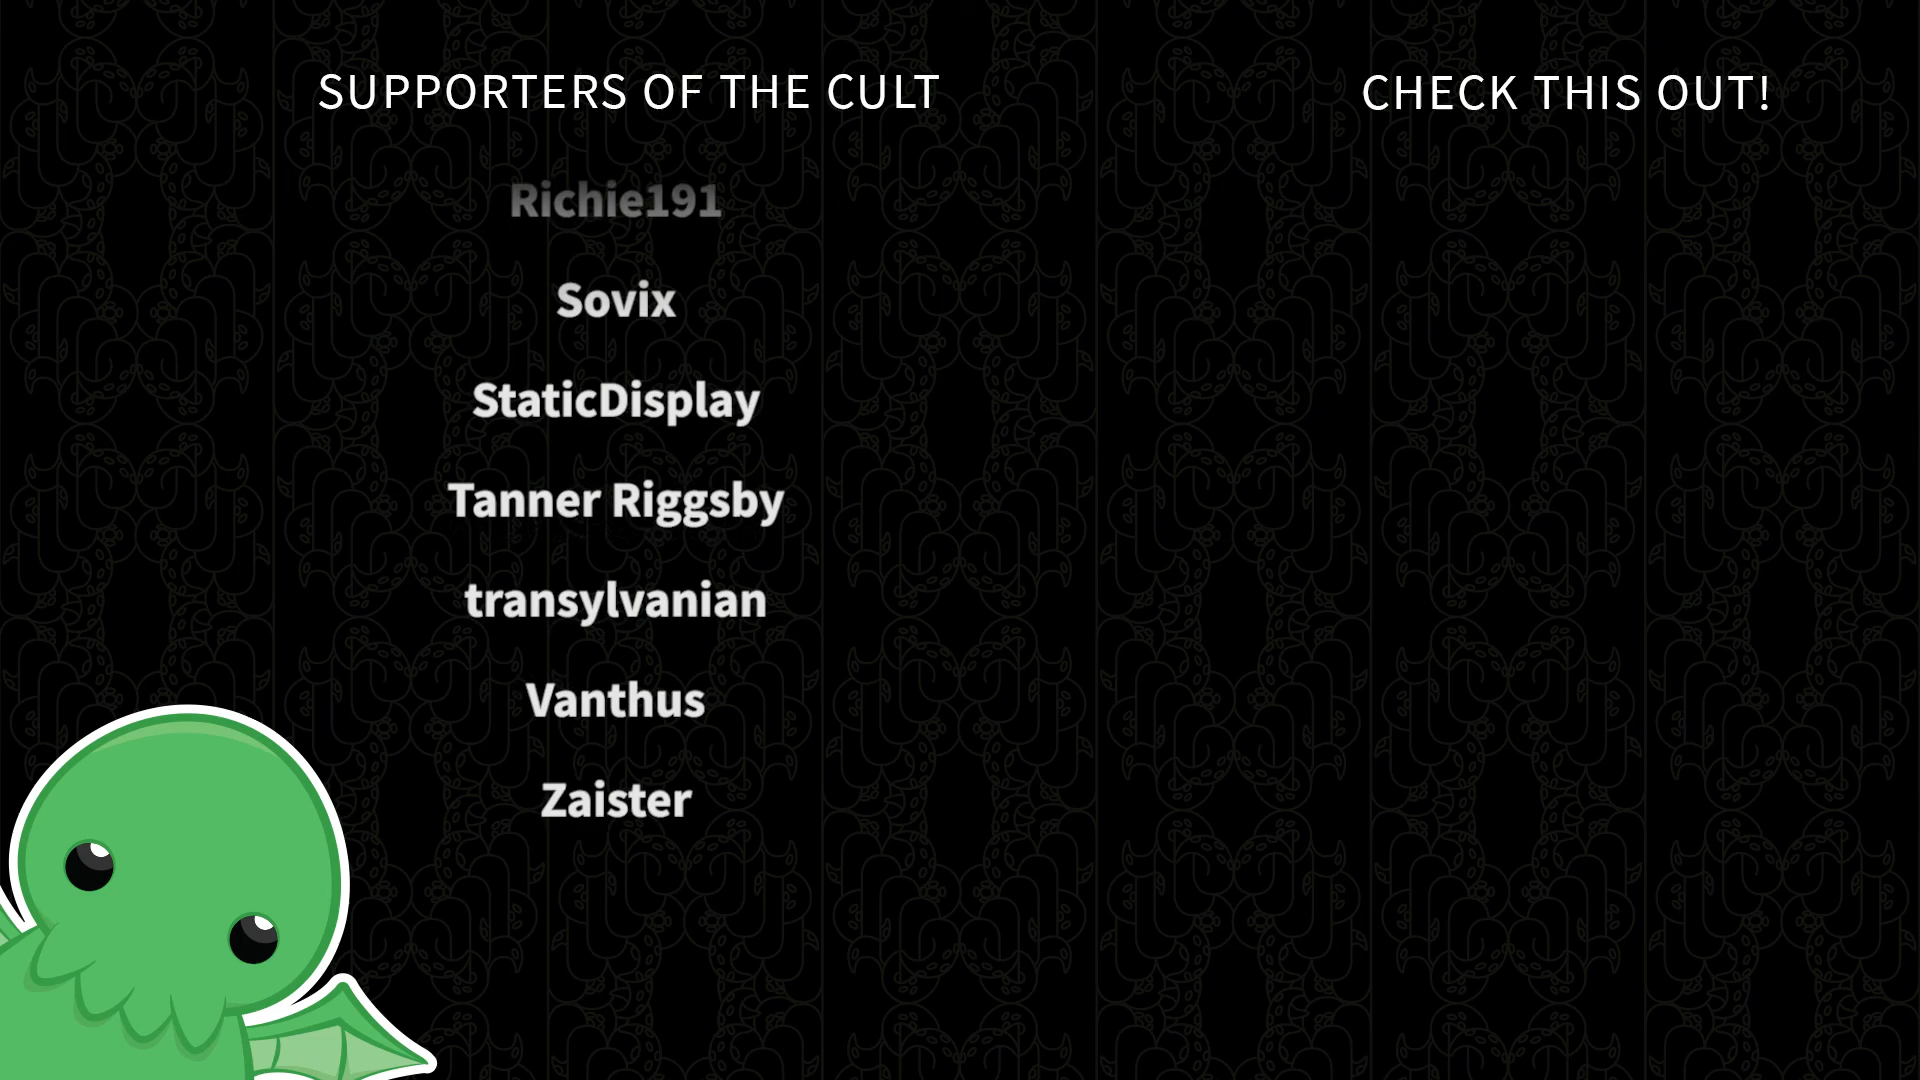 SUPPORTERS OF THE CULT
CHECK THIS OUT!
Richie191
Sovix
StaticDisplay
Tanner Riggsby
transylvanian
Vanthus
Zaister